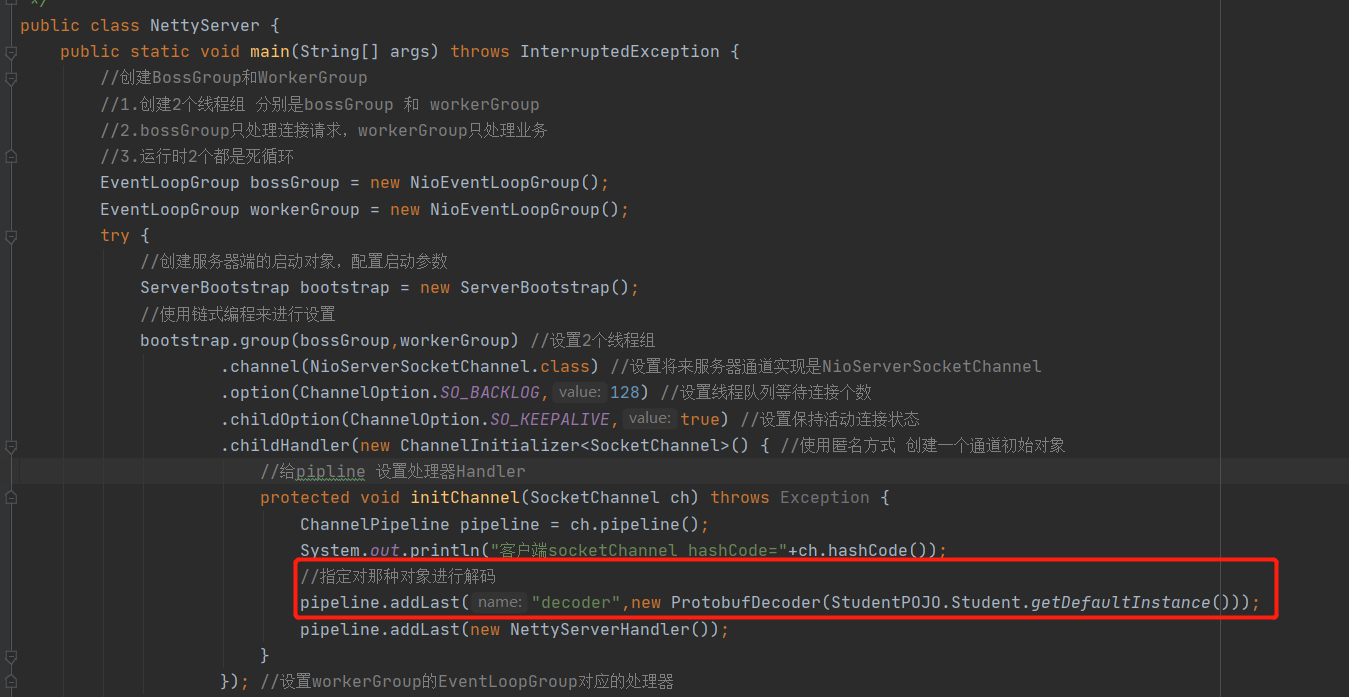 */
public class NettyServer {
public static void main(String[] args) throws InterruptedException {
//创建BossGroup和WorkerGroup
//1.创建2个线程组 分别是bossGroup 和 workerGroup
//2.bossGroup只处理连接请求，workerGroup只处理业务
//3.运行时2个都是死循环
EventLoopGroup bossGroup = new NioEventLoopGroup();
EventLoopGroup workerGroup = new NioEventLoopGroup();
try {
//创建服务器端的启动对象，配置启动参数
ServerBootstrap bootstrap = new ServerBootstrap();
//使用链式编程来进行设置
bootstrap.group(bossGroup,workerGroup) //设置2个线程组
.channel(NioServerSocketChannel.class) //设置将来服务器通道实现是NioServerSocketChannel
.option(ChannelOption.SO_BACKLOG, value: 128) //设置线程队列等待连接个数
.childOption(ChannelOption.SO_KEEPALIVE, value: true) //设置保持活动连接状态
.childHandler(new ChannelInitializer<SocketChannel>() { //使用匿名方式 创建一个通道初始对象
//给pipline 设置处理器Handler
protected void initChannel(SocketChannel ch) throws Exception {
ChannelPipeline pipeline = ch.pipeline();
System.out.println("客户端socketChannel hashCode="+ch.hashCode());
//指定对那种对象进行解码
pipeline.addLast( name: "decoder",new ProtobufDecoder(StudentPOJO.Student.getDefaultInstance()));
pipeline.addLast(new NettyServerHandler());
}
}); //设置workerGroup的EventLoopGroup对应的处理器